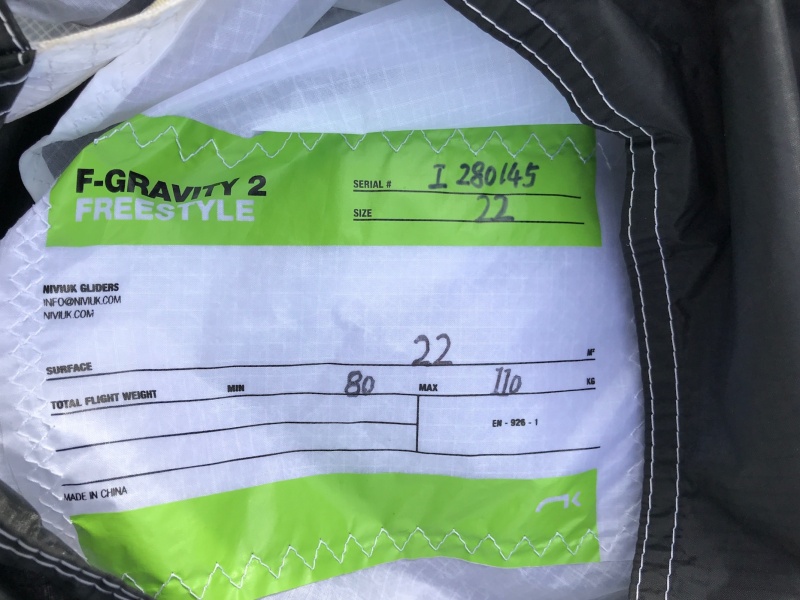 F-GRAVITY 2
FREESTYLE
SERIAL # I 280145
SIZE 22
NIVIUK GLIDERS
INFO@NIVIUK.COM
NIVIUK.COM
SURFACE 22 M²
TOTAL FLIGHT WEIGHT MIN 80 MAX 110 KG
EN - 926 - 1
MADE IN CHINA